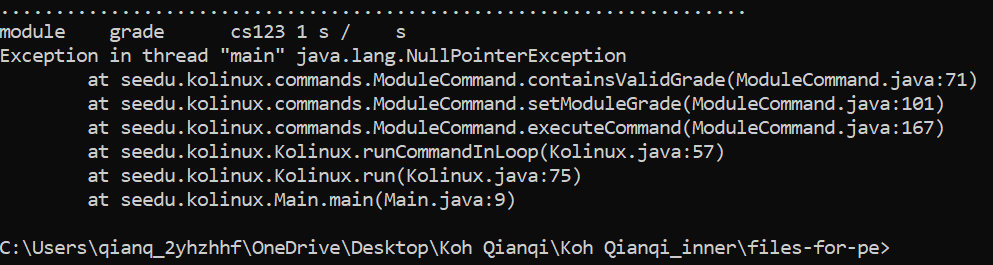 ....................................................................
module    grade      cs123 1 s /    s
Exception in thread "main" java.lang.NullPointerException
        at seedu.kolinux.commands.ModuleCommand.containsValidGrade(ModuleCommand.java:71)
        at seedu.kolinux.commands.ModuleCommand.setModuleGrade(ModuleCommand.java:101)
        at seedu.kolinux.commands.ModuleCommand.executeCommand(ModuleCommand.java:167)
        at seedu.kolinux.Kolinux.runCommandInLoop(Kolinux.java:57)
        at seedu.kolinux.Kolinux.run(Kolinux.java:75)
        at seedu.kolinux.Main.main(Main.java:9)
C:\Users\qianq_2yhzhhf\OneDrive\Desktop\Koh Qianqi\Koh Qianqi_inner\files-for-pe>